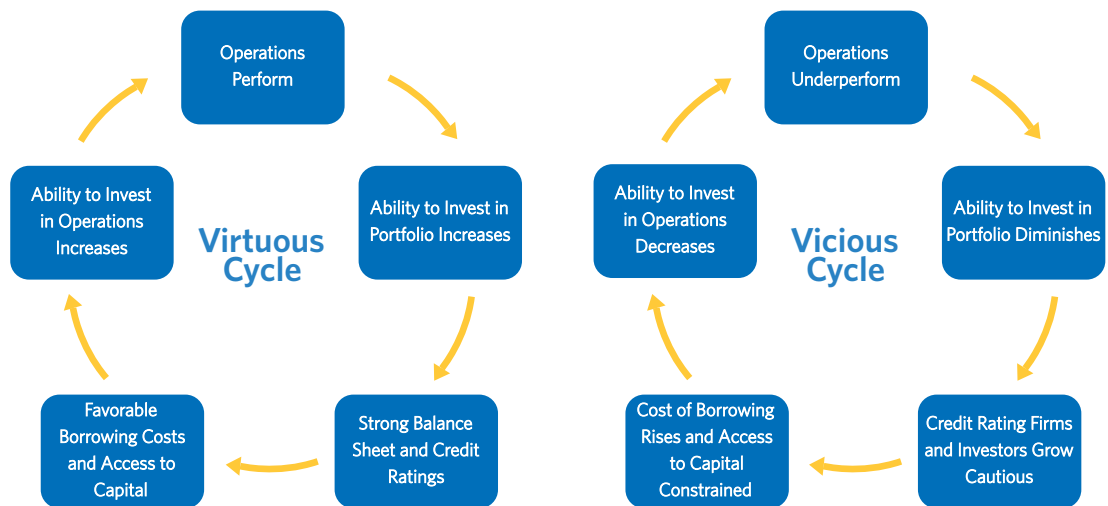 Operations
Perform
Ability to Invest in
Portfolio Increases
Strong Balance
Sheet and Credit
Ratings
Favorable
Borrowing Costs
and Access to
Capital
Ability to Invest
in Operations
Increases
Virtuous
Cycle
Operations
Underperform
Ability to Invest in
Portfolio Diminishes
Credit Rating Firms
and Investors Grow
Cautious
Cost of Borrowing
Rises and Access
to Capital
Constrained
Ability to Invest
in Operations
Decreases
Vicious
Cycle